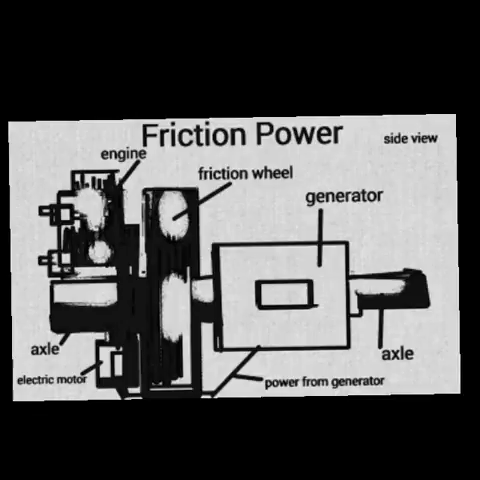 Friction Power
side view
engine
friction wheel
generator
axle
axle
electric motor
power from generator